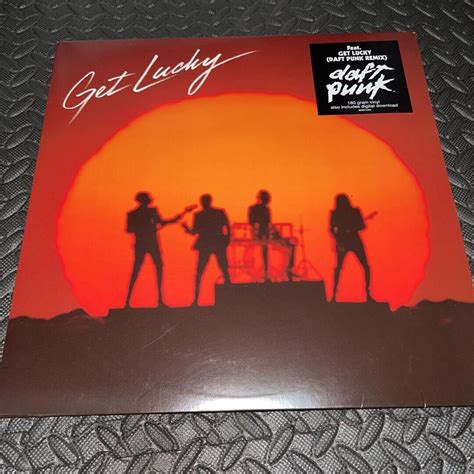 Get Lucky
Feat.
GET LUCKY
(DAFT PUNK REMIX)
daft
punk
180 gram vinyl
also includes digital download